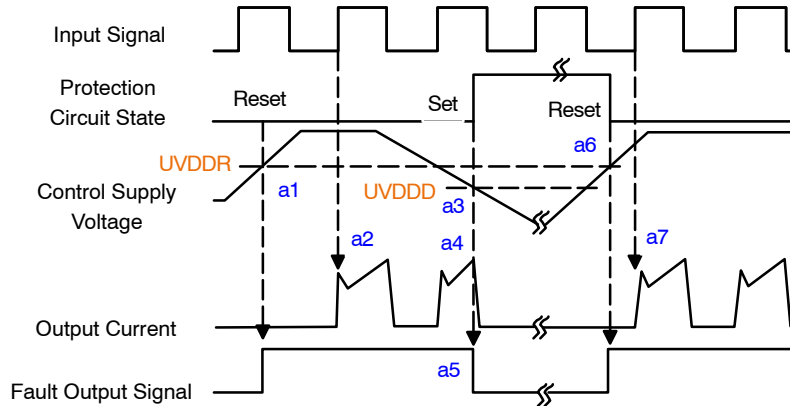 Input Signal
Protection
Circuit State
Reset
Set
Reset
UVDDR
a6
Control Supply
Voltage
a1
UVDDD
a3
a2
a4
a7
Output Current
a5
Fault Output Signal